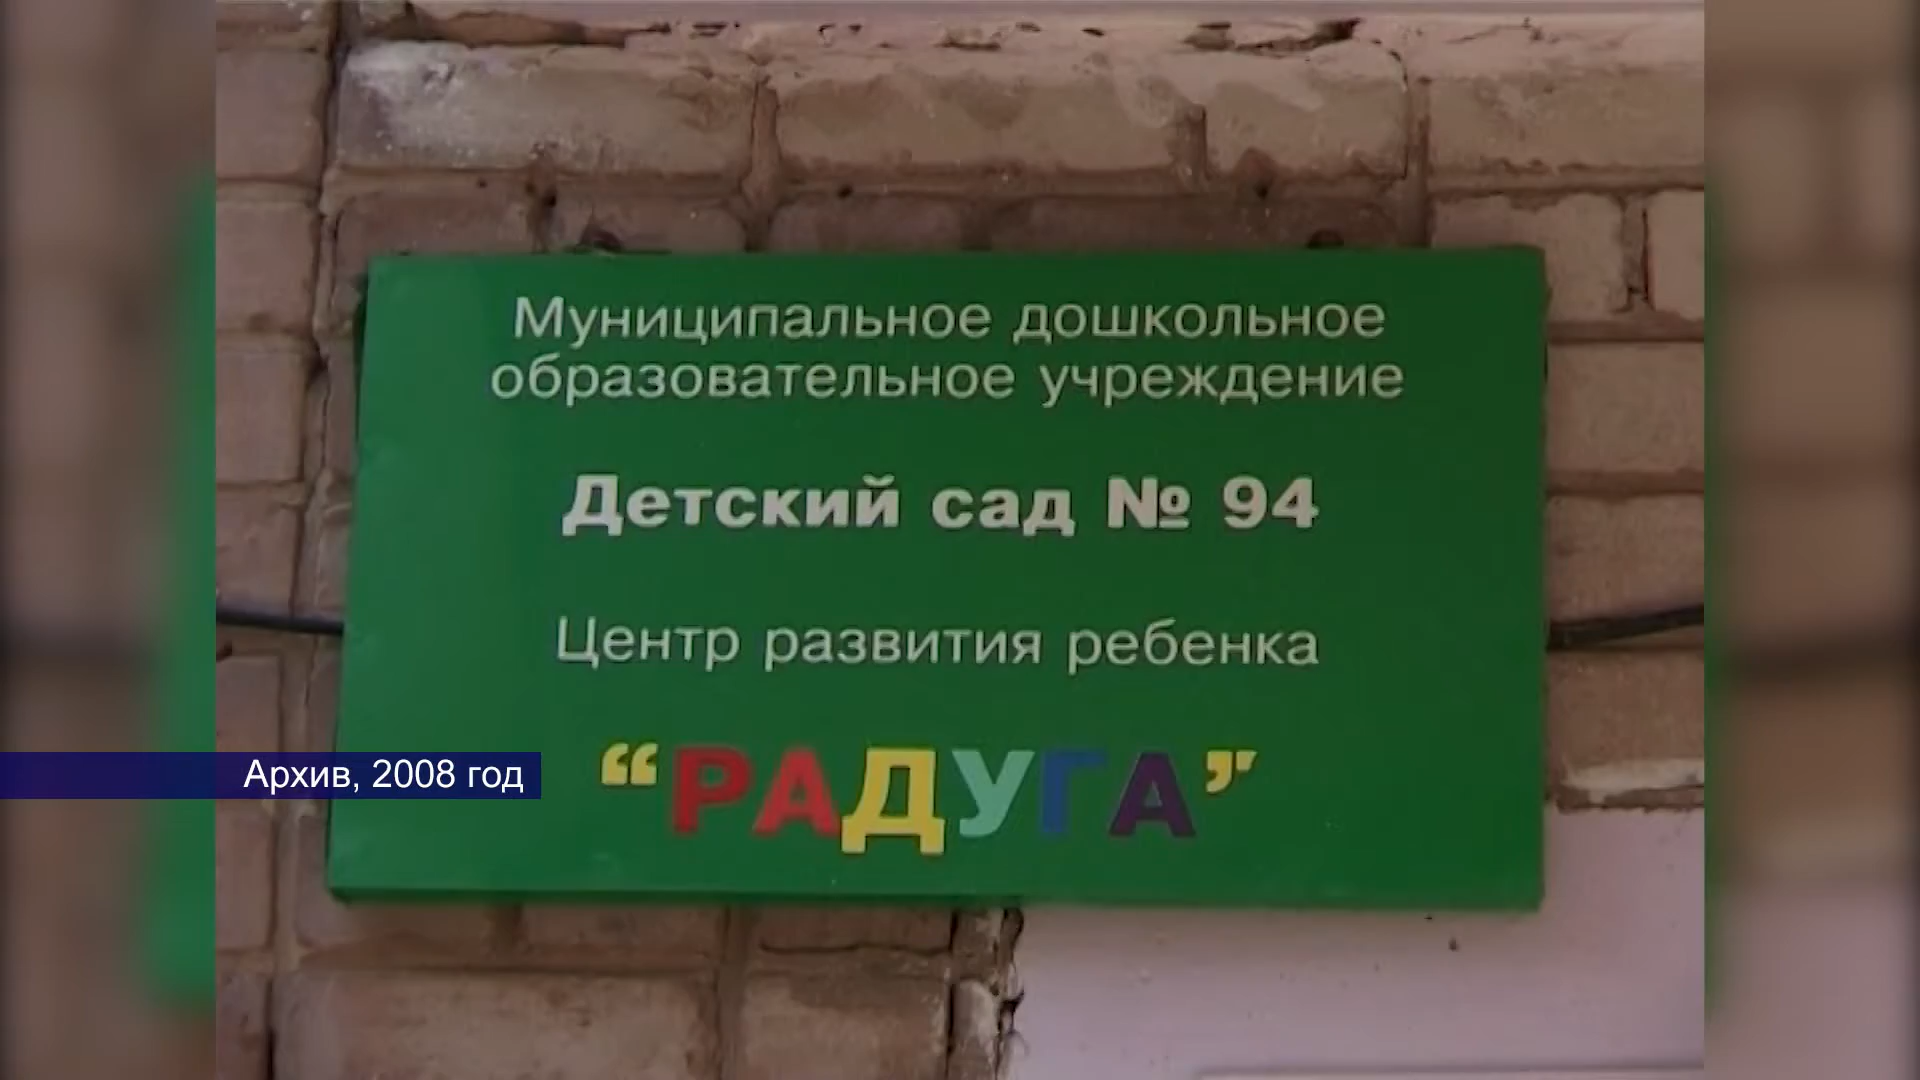 Муниципальное дошкольное
образовательное учреждение
Детский сад № 94
Центр развития ребенка
“РАДУГА”
Архив, 2008 год